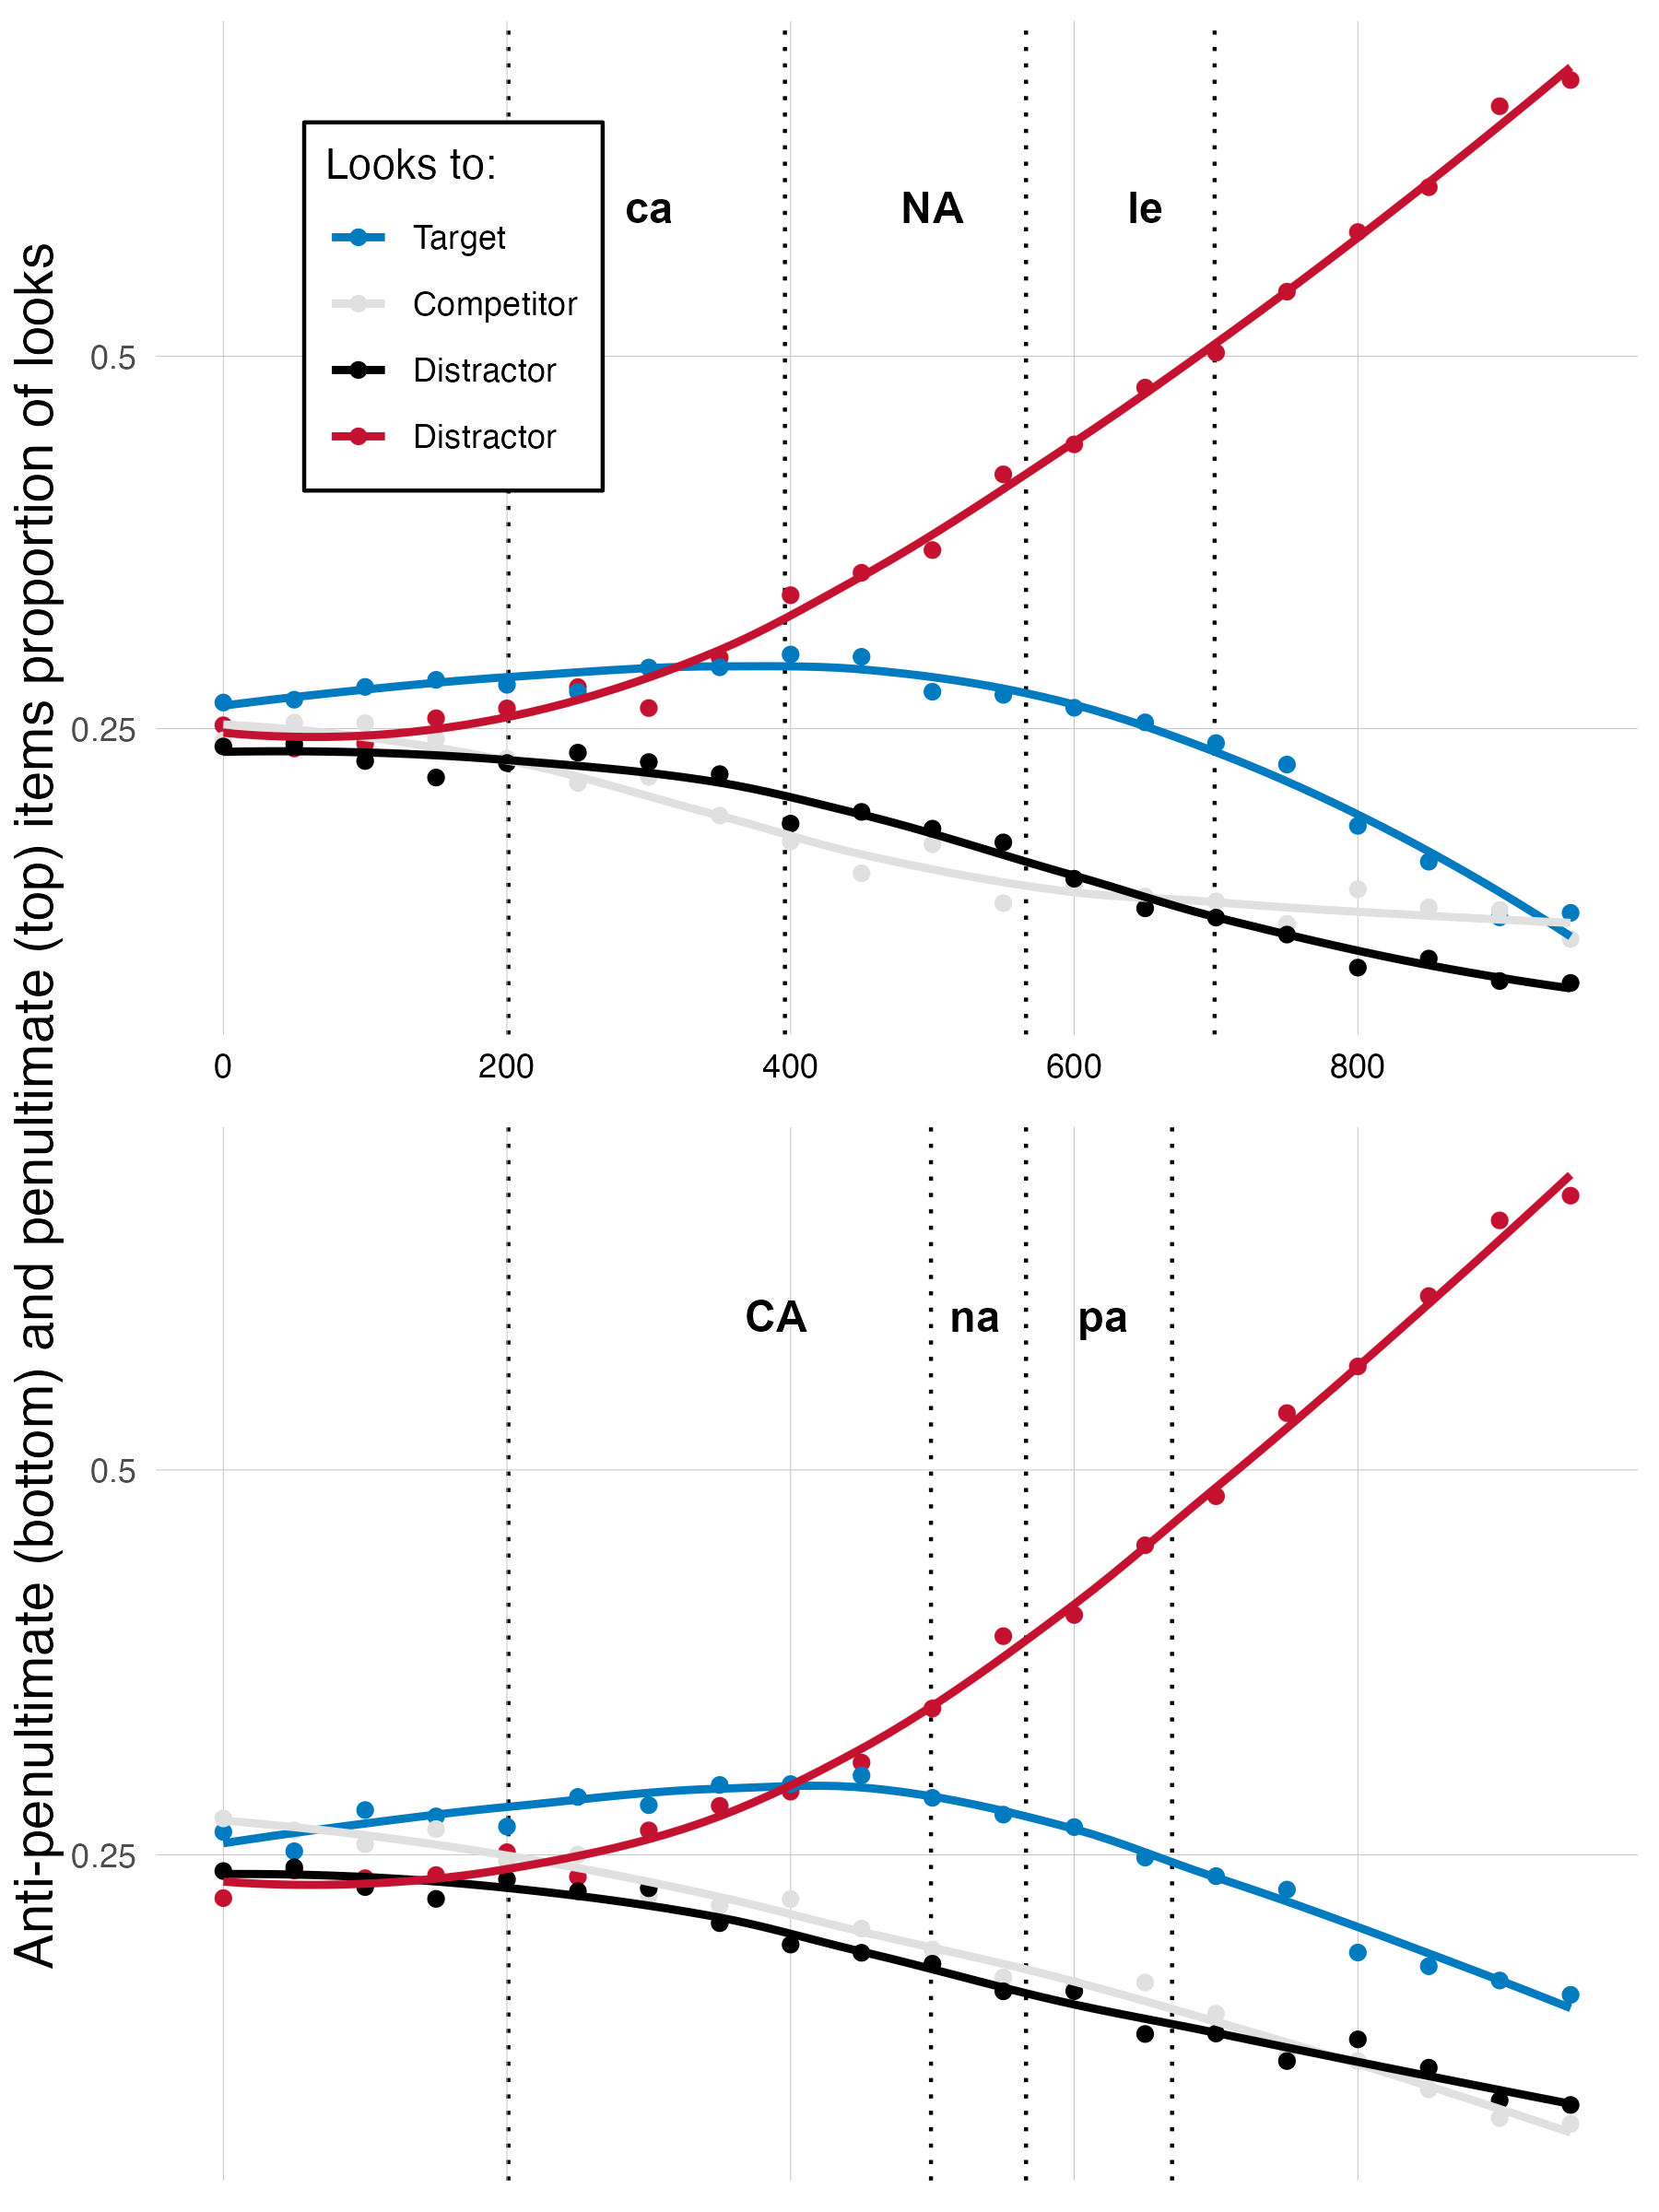 Anti-penultimate (bottom) and penultimate (top) items proportion of looks
Looks to:
Target
Competitor
Distractor
Distractor
ca NA le
0.5
0.25
0 200 400 600 800
CA na pa
0.5
0.25